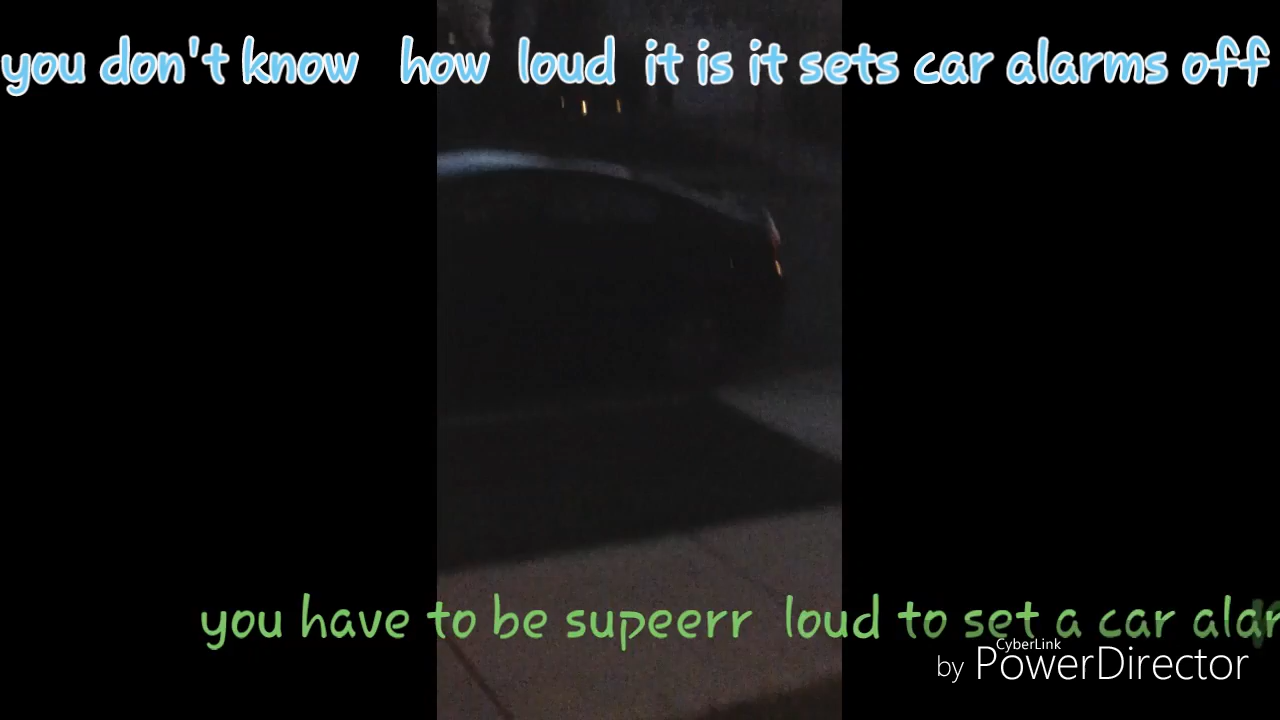 you don't know how loud it is it sets car alarms off
you have to be supeerr loud to set a car alar
CyberLink
by PowerDirector